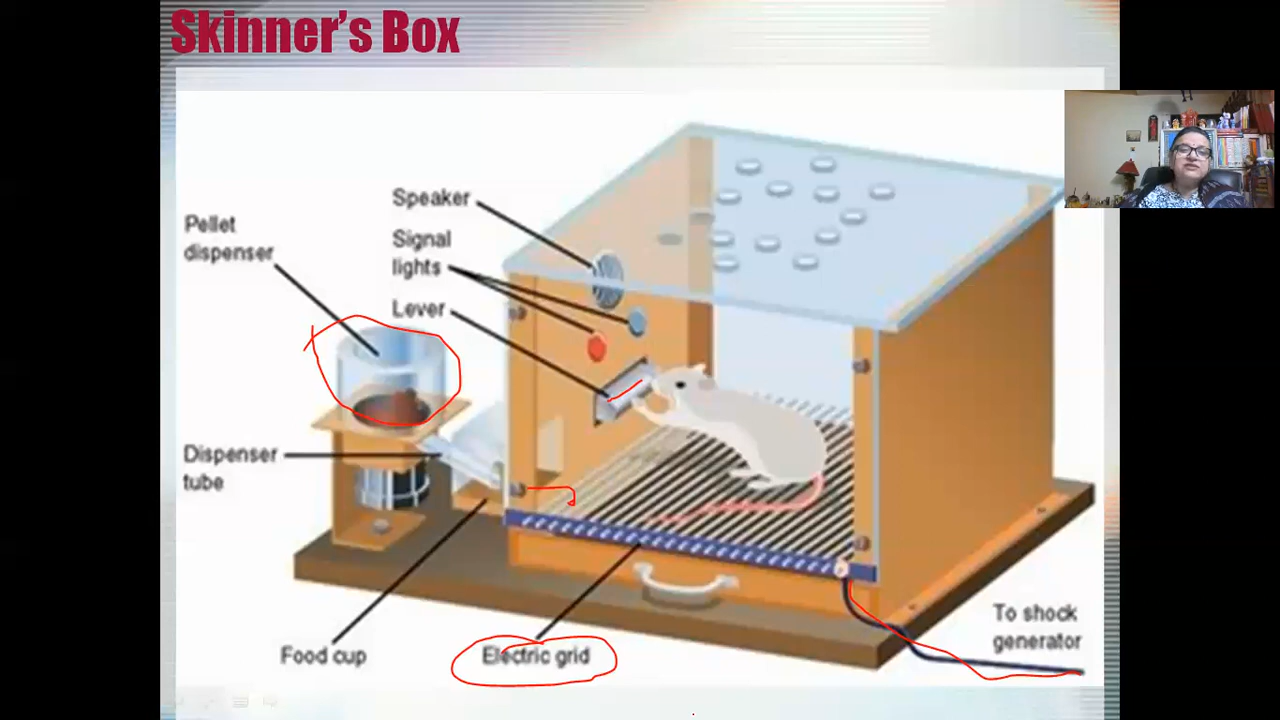 Skinner's Box
Speaker
Pellet
dispenser
Signal
lights
Lever
Dispenser
tube
Food cup
Electric grid
To shock
generator